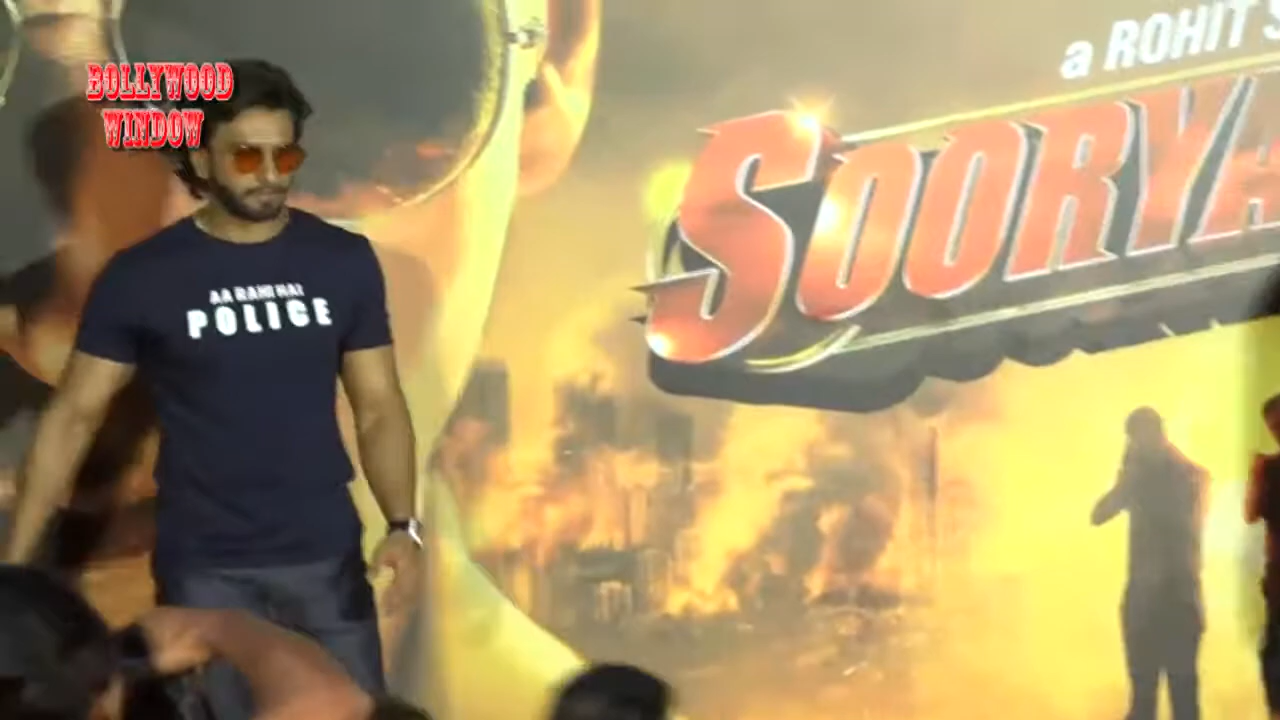 BOLLYWOOD
WINDOW
a ROHIT S
SOORYA
AA RAHI HAI
POLICE